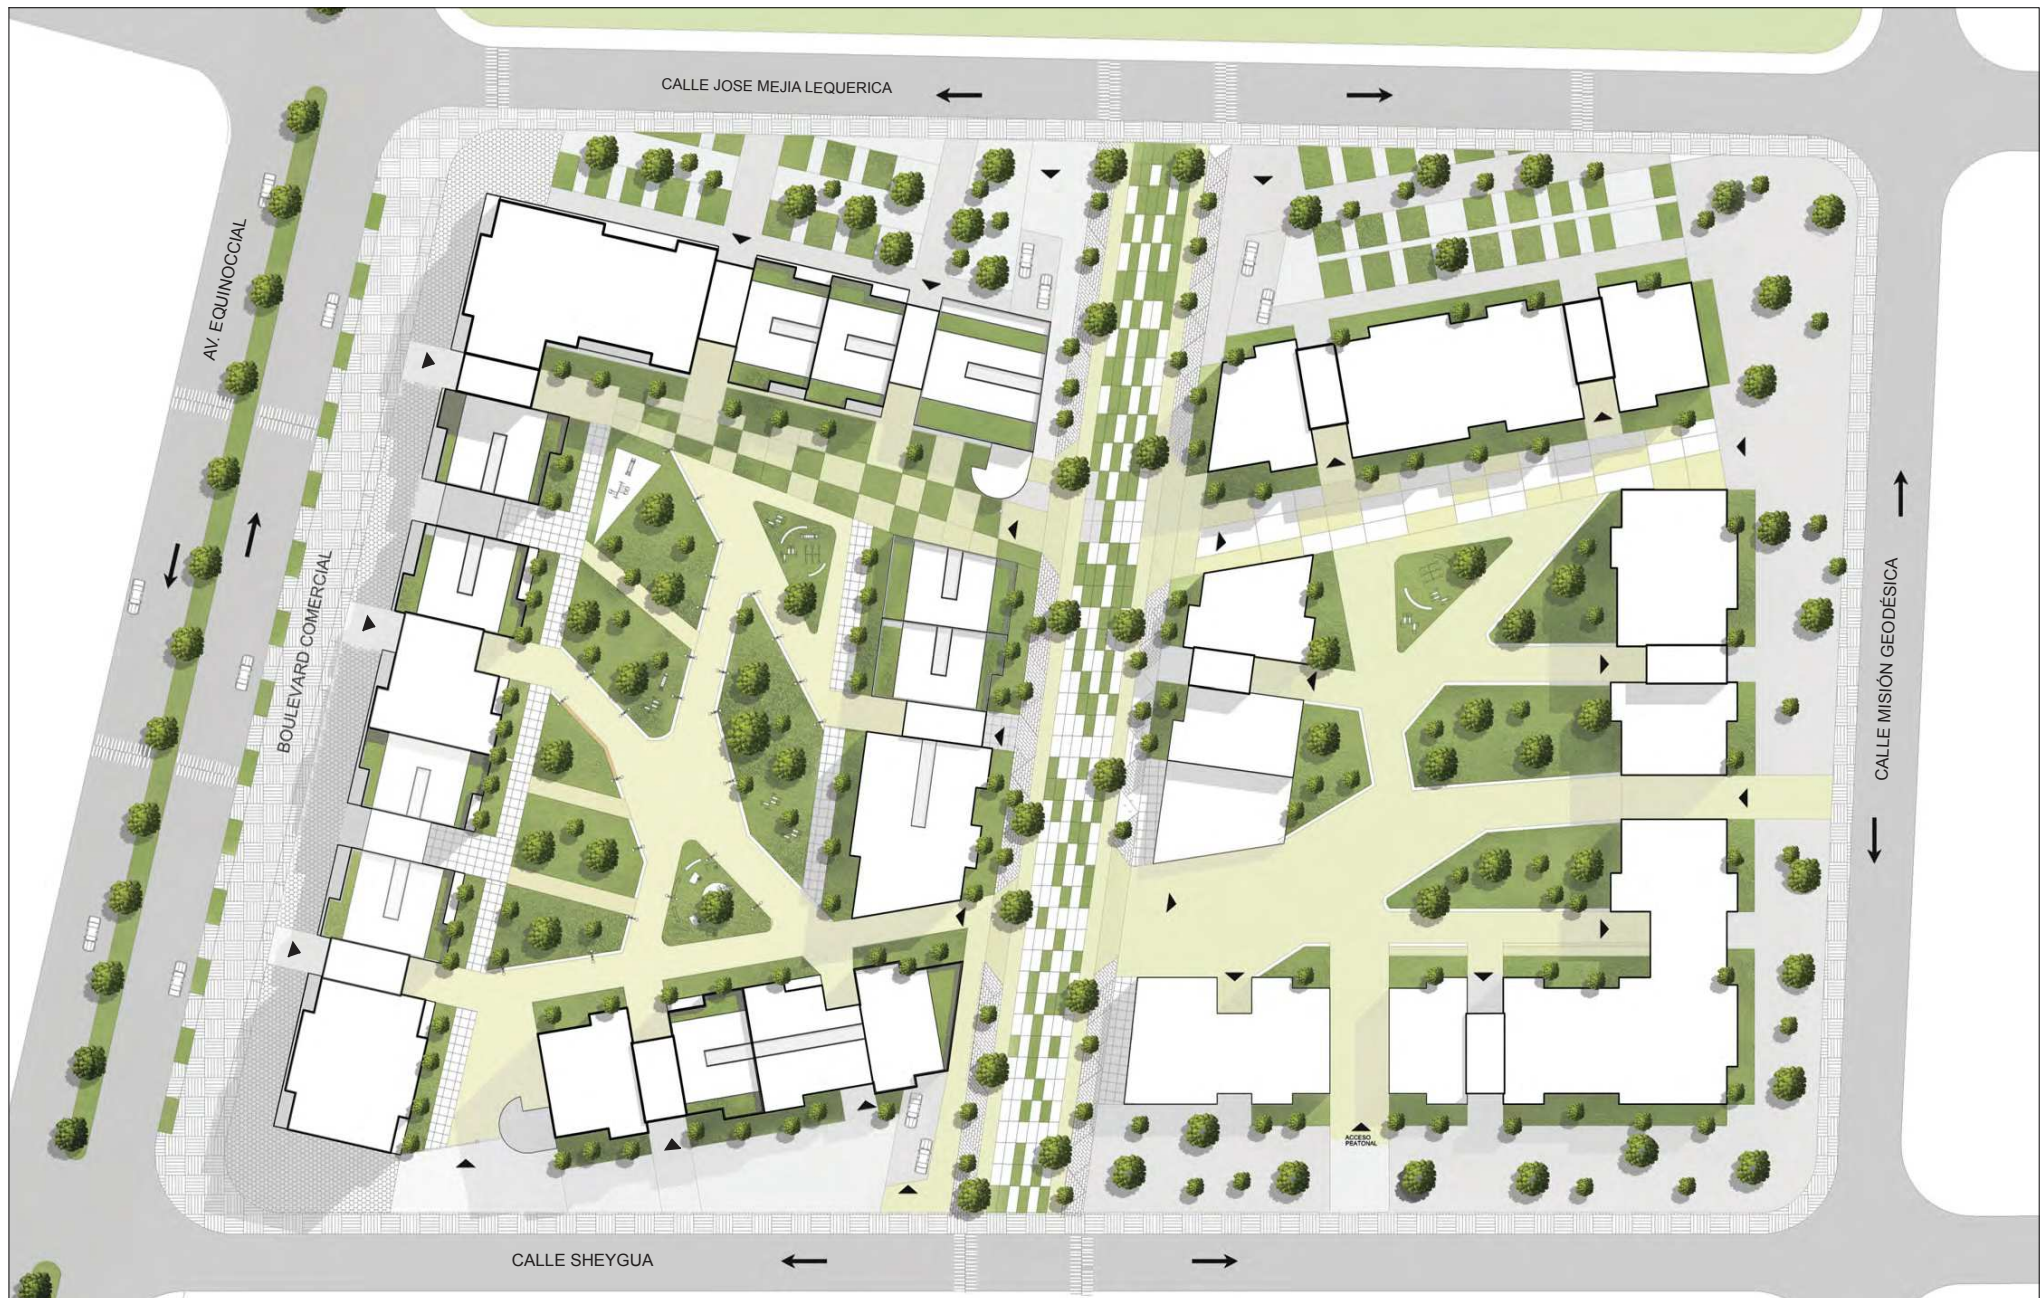 CALLE JOSE MEJIA LEQUERICA
AV. EQUINOCCIAL
BOULEVARD COMERCIAL
CALLE MISIÓN GEODÉSICA
ACCESO
PEATONAL
CALLE SHEYGUA